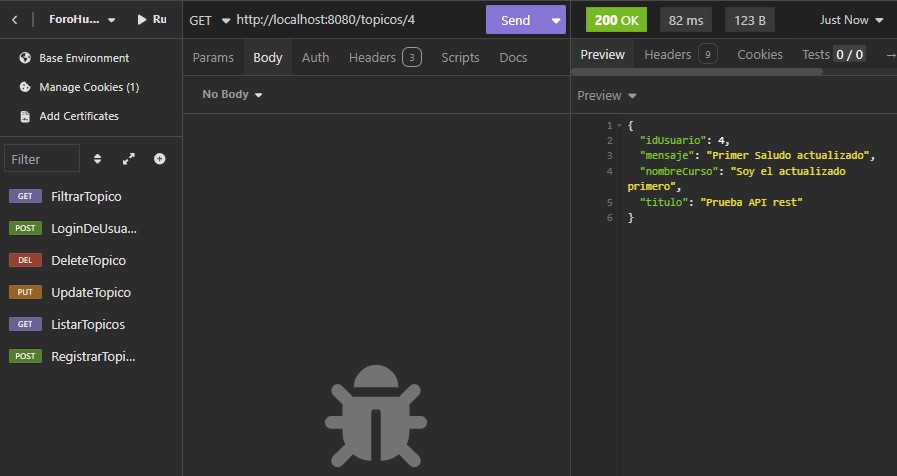 ForoHu... Ru
Base Environment
Manage Cookies (1)
Add Certificates
Filter
GET FiltrarTopico
POST LoginDeUsua...
DEL DeleteTopico
PUT UpdateTopico
GET ListarTopicos
POST RegistrarTopi...
GET http://localhost:8080/topicos/4 Send
Params Body Auth Headers 3 Scripts Docs
No Body
200 OK 82 ms 123 B Just Now
Preview Headers 9 Cookies Tests 0 / 0 →
Preview
1 {
2 "idUsuario": 4,
3 "mensaje": "Primer Saludo actualizado",
4 "nombreCurso": "Soy el actualizado
primero",
5 "titulo": "Prueba API rest"
6 }